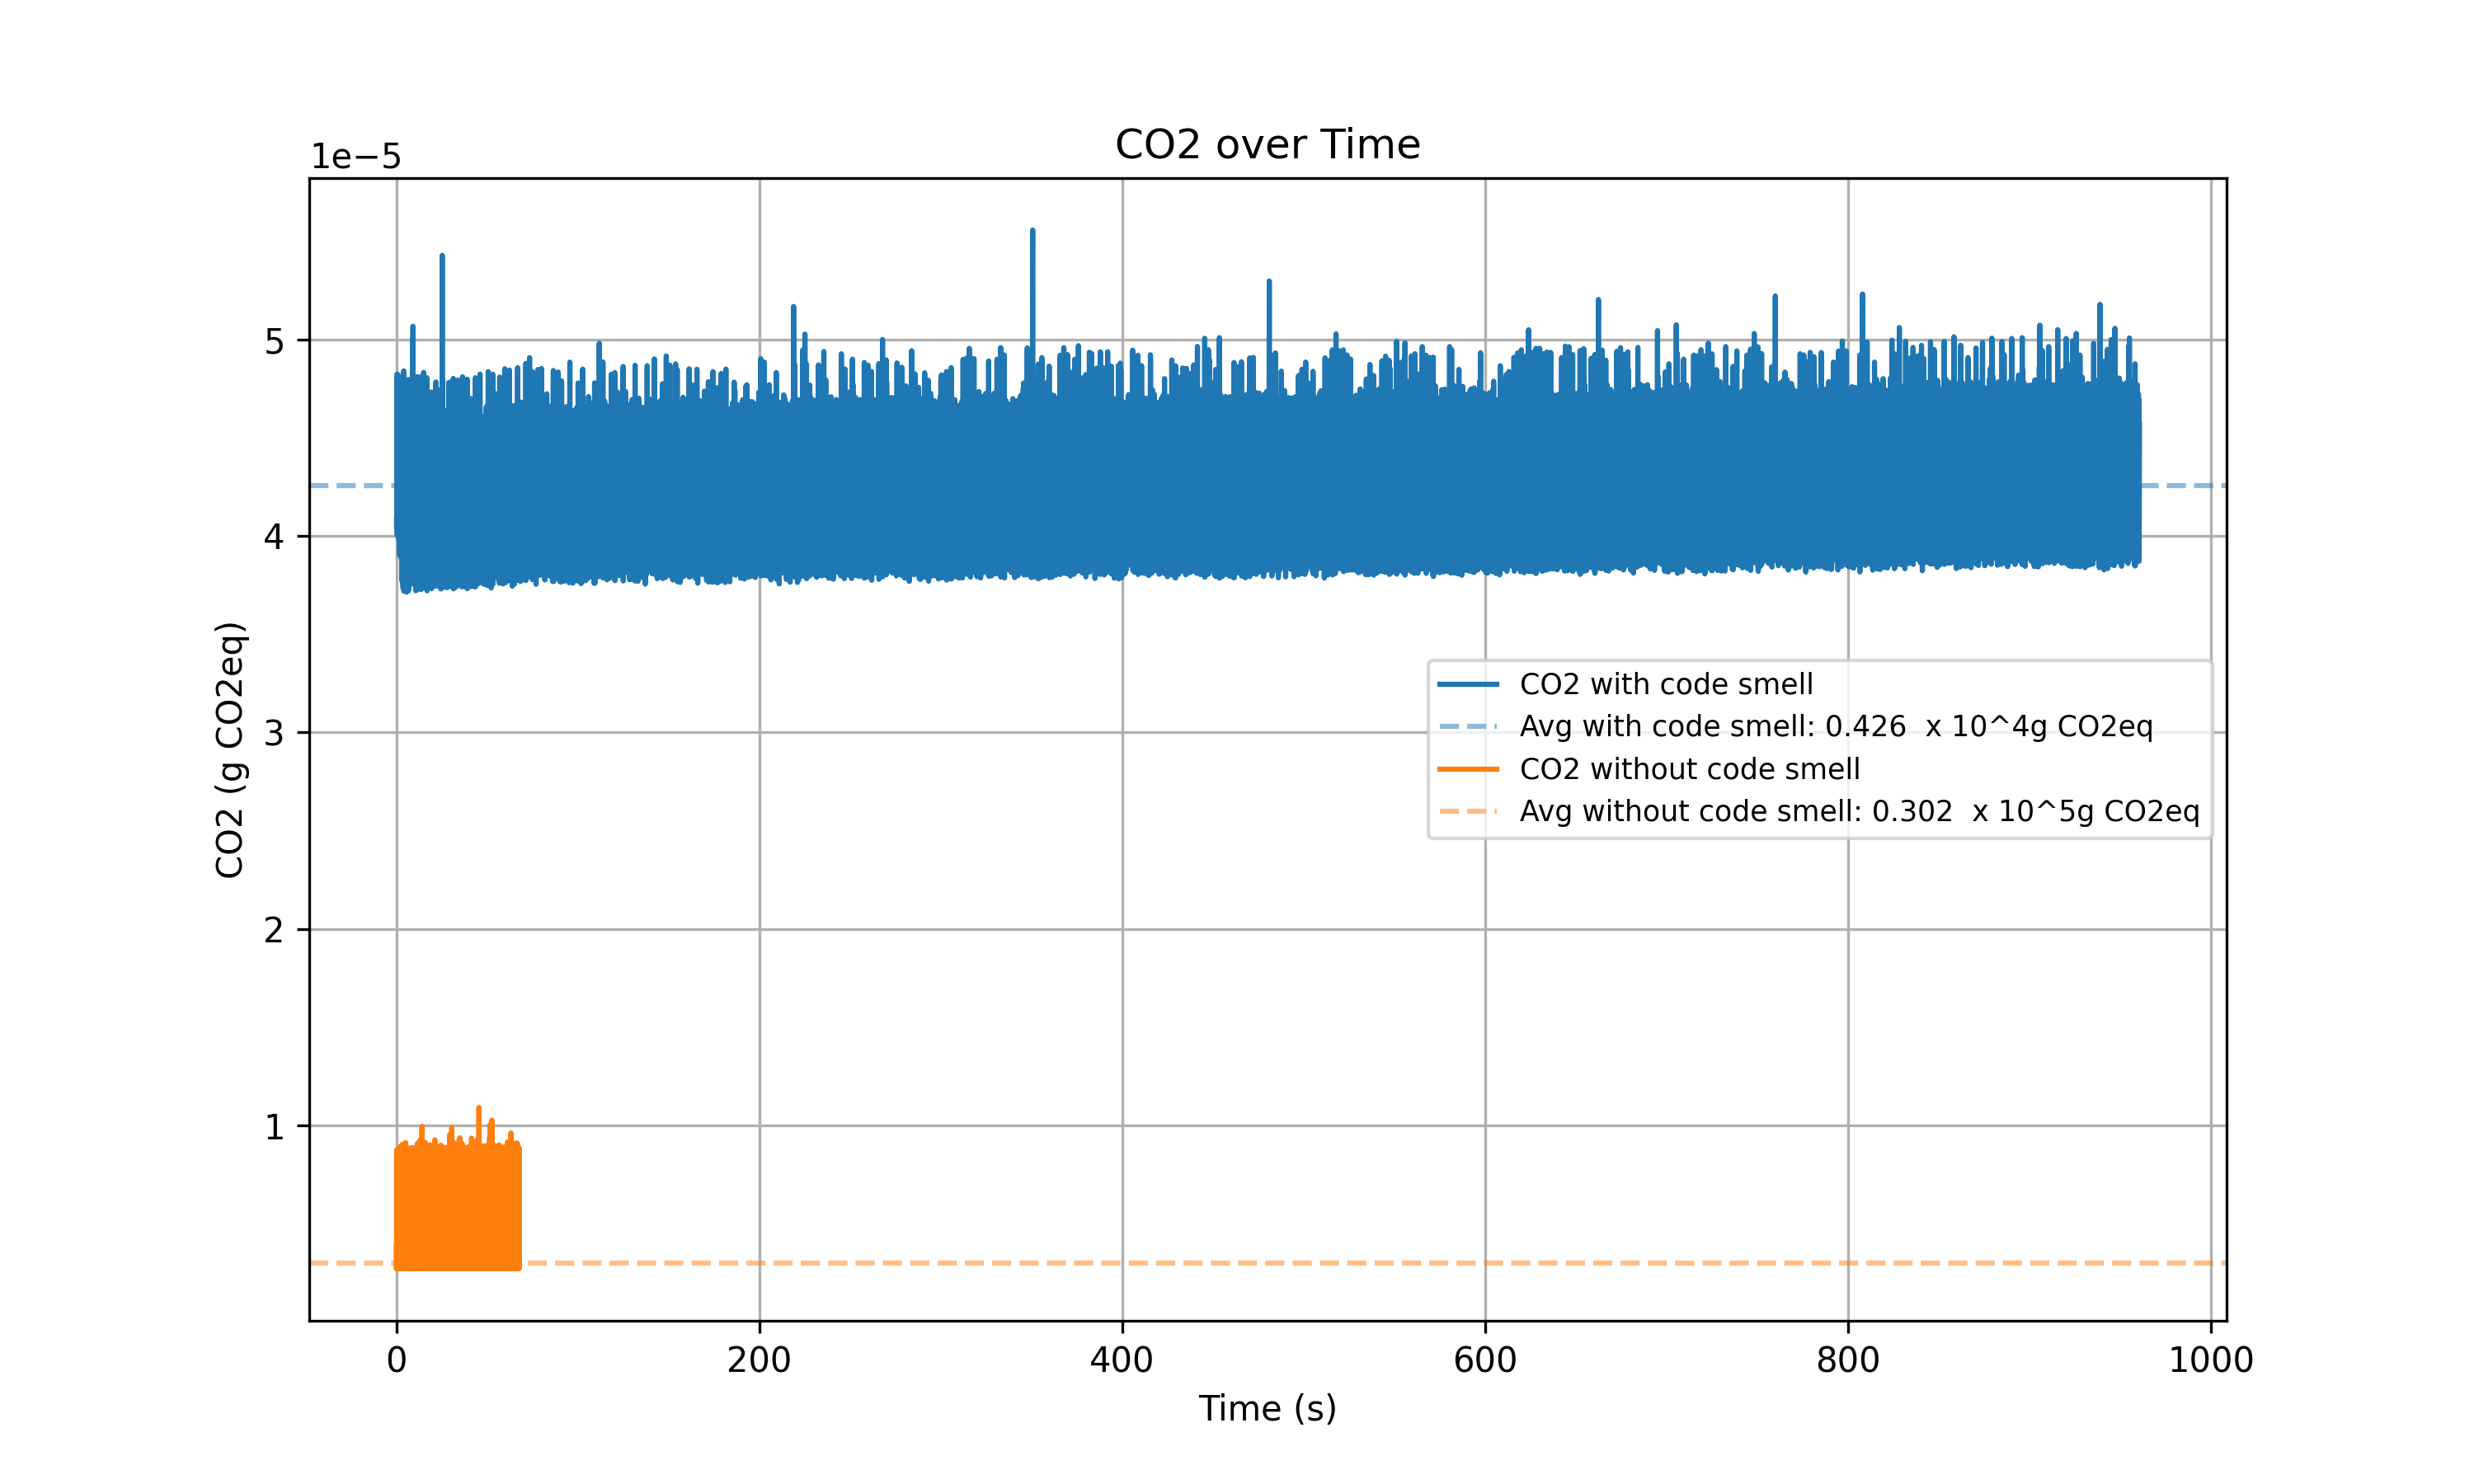 CO2 over Time
1e−5
5
4
3
2
1
CO2 (g CO2eq)
CO2 with code smell
Avg with code smell: 0.426  x 10^4g CO2eq
CO2 without code smell
Avg without code smell: 0.302  x 10^5g CO2eq
0 200 400 600 800 1000
Time (s)